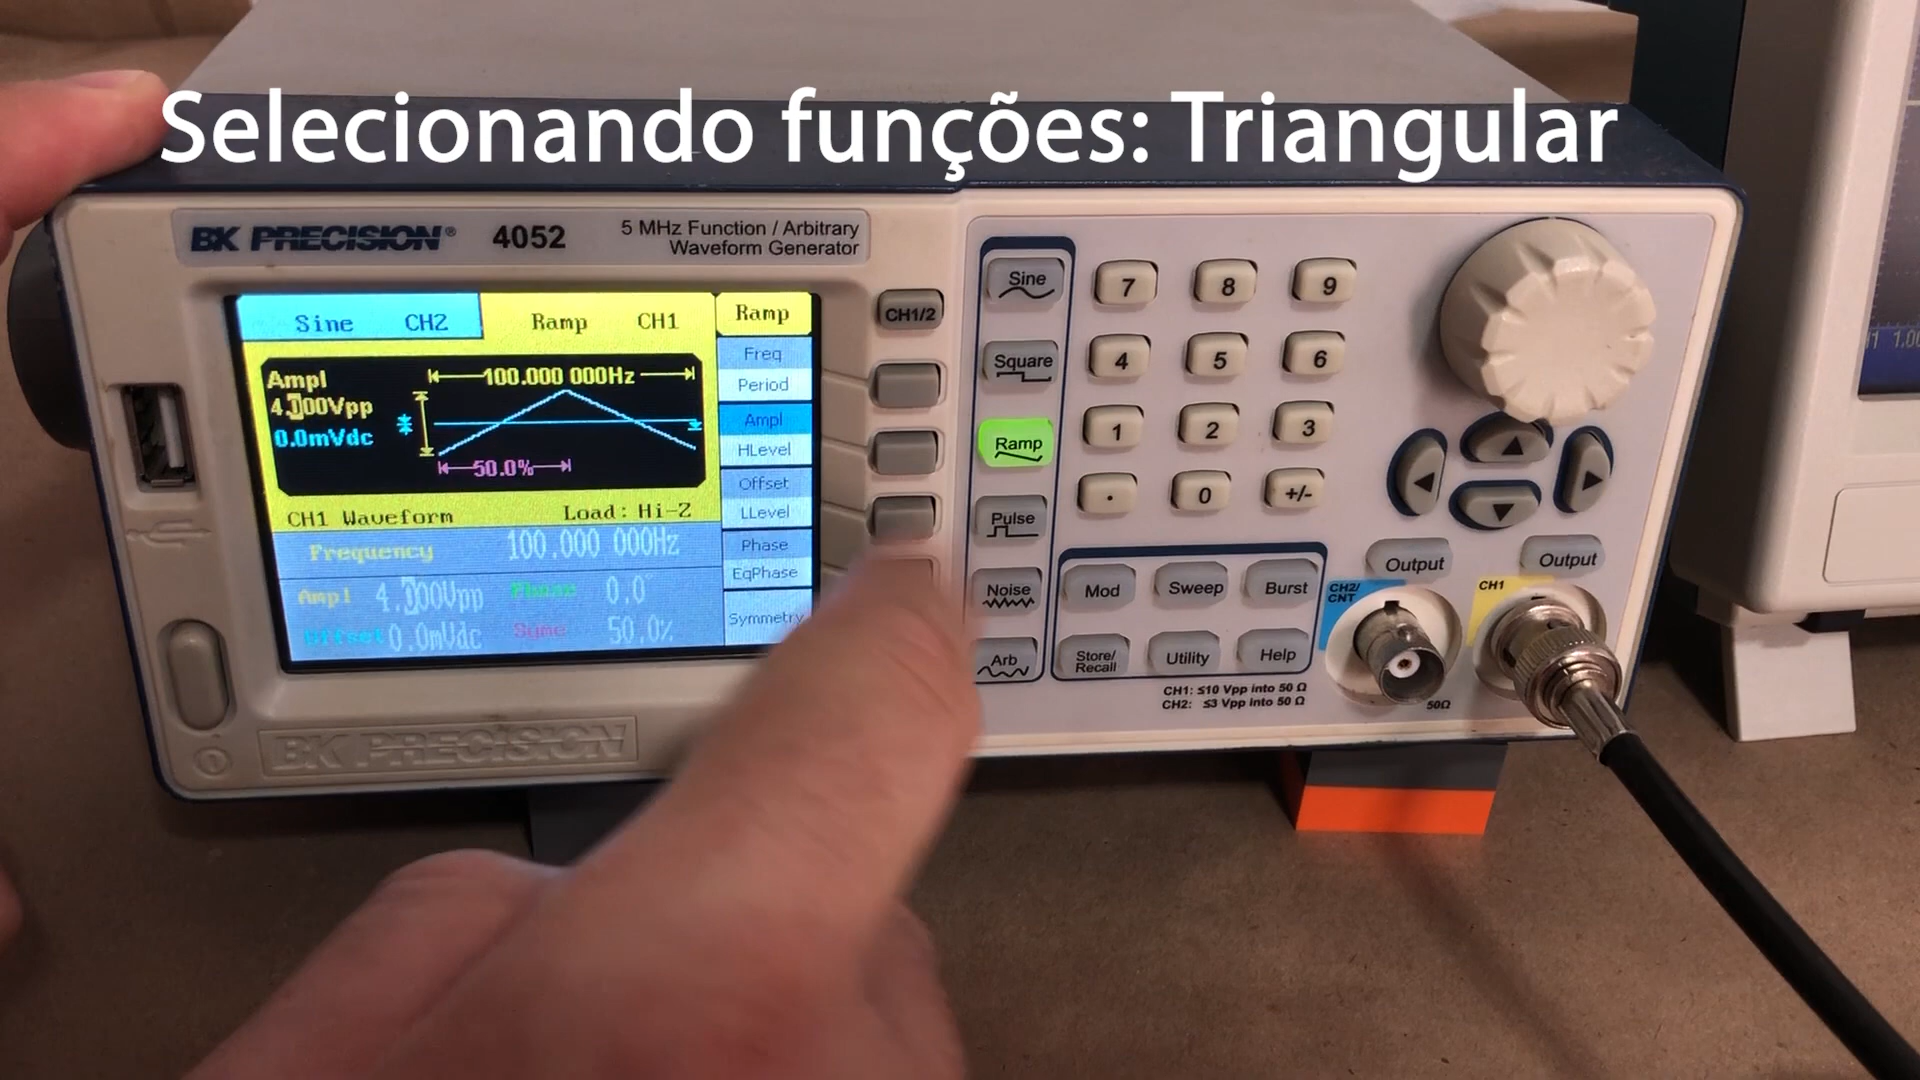 Selecionando funções: Triangular
BK PRECISION® 4052
5 MHz Function / Arbitrary
Waveform Generator
Sine CH2
Ramp CH1
Ramp
Ampl
4.000Vpp
0.0mVdc
100.000 000Hz
50.0%
CH1 Waveform Load: Hi-Z
Frequency 100.000 000Hz
Ampl 4.000Vpp Phase 0.0°
Offset 0.0mVdc Syme 50.0%
Freq
Period
Ampl
HLevel
Offset
LLevel
Phase
EqPhase
Symmetry
BK PRECISION
CH1/2
Sine
Square
Ramp
Pulse
Noise
Arb
7 8 9
4 5 6
1 2 3
. 0 +/-
Mod Sweep Burst
Store/
Recall
Utility Help
CH1: ≤10 Vpp into 50 Ω
CH2: ≤3 Vpp into 50 Ω
Output
Output
CH2/
CNT
CH1
50Ω